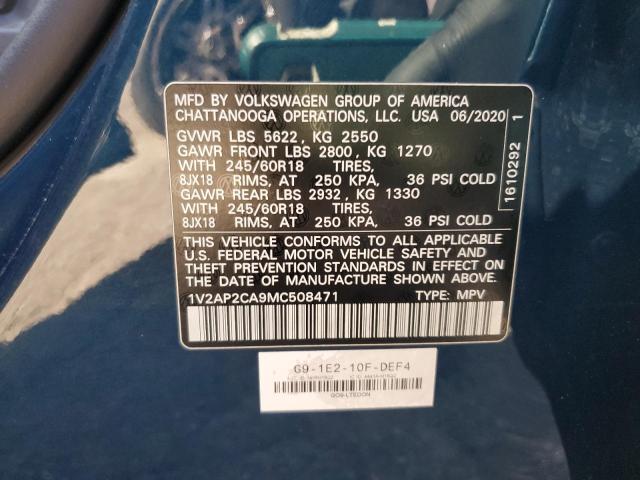 MFD BY VOLKSWAGEN GROUP OF AMERICA
CHATTANOOGA OPERATIONS, LLC. USA 06/2020
GVWR LBS 5622, KG 2550
GAWR FRONT LBS 2800, KG 1270
WITH 245/60R18 TIRES,
8JX18 RIMS, AT 250 KPA, 36 PSI COLD
GAWR REAR LBS 2932, KG 1330
WITH 245/60R18 TIRES,
8JX18 RIMS, AT 250 KPA, 36 PSI COLD
THIS VEHICLE CONFORMS TO ALL APPLICABLE
U.S. FEDERAL MOTOR VEHICLE SAFETY AND
THEFT PREVENTION STANDARDS IN EFFECT ON
THE DATE OF MANUFACTURE SHOWN ABOVE.
1V2AP2CA9MC508471 TYPE: MPV
1610292 1
G9-1E2-10F-DEF4